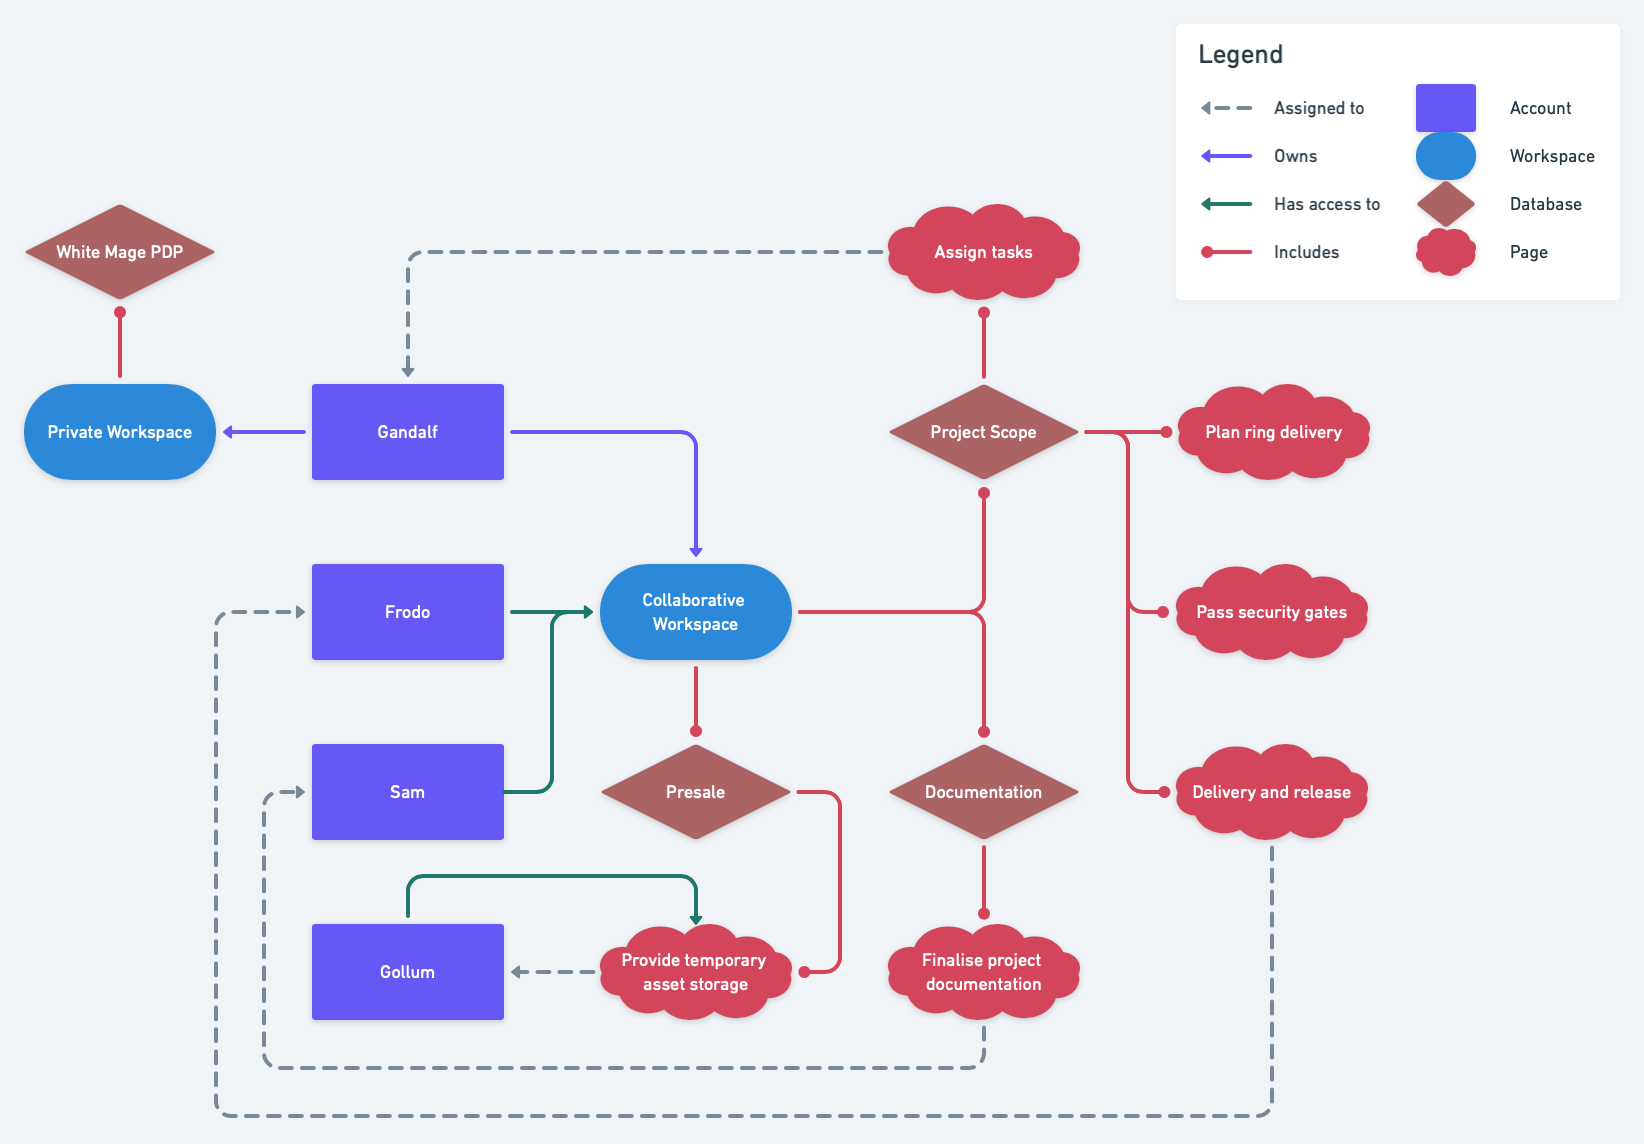 Legend
Assigned to
Account
Owns
Workspace
Has access to
Database
Includes
Page
White Mage PDP
Assign tasks
Private Workspace
Gandalf
Project Scope
Plan ring delivery
Frodo
Collaborative
Workspace
Pass security gates
Sam
Presale
Documentation
Delivery and release
Gollum
Provide temporary
asset storage
Finalise project
documentation